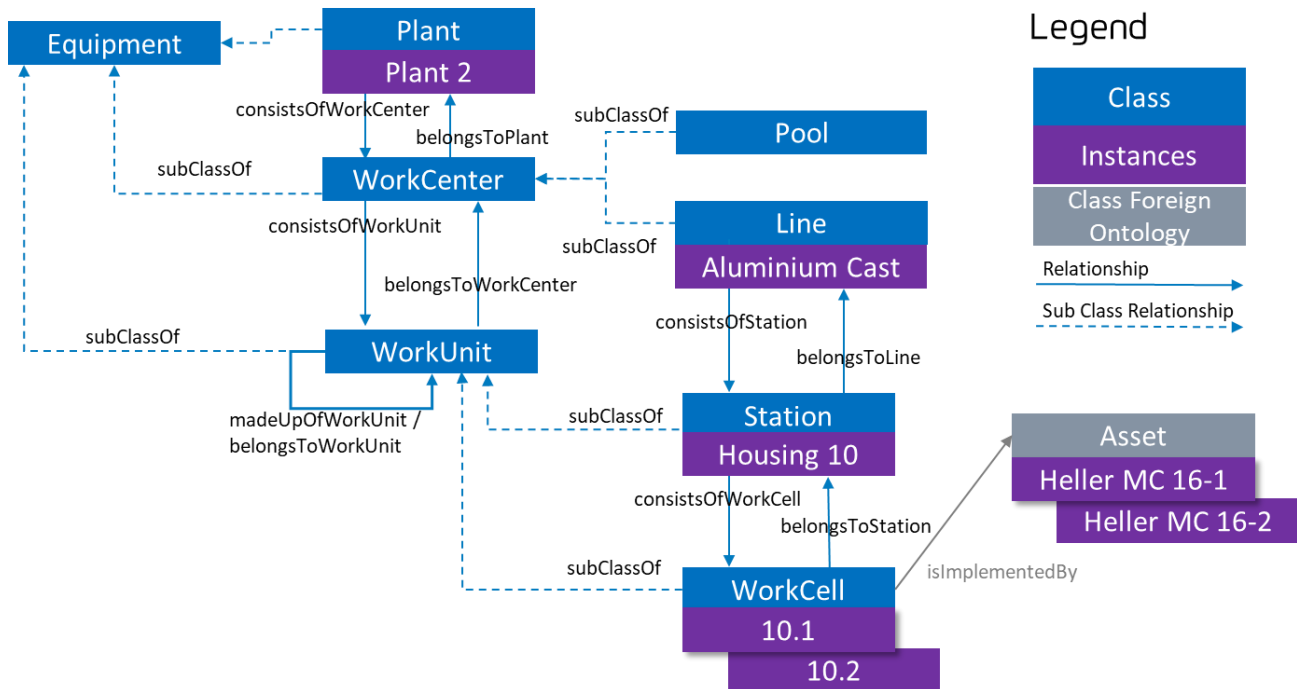 Equipment
Plant
Plant 2
Legend
Class
Instances
Class Foreign
Ontology
Relationship
Sub Class Relationship
consistsOfWorkCenter
belongsToPlant
subClassOf
Pool
subClassOf
WorkCenter
consistsOfWorkUnit
Line
subClassOf
Aluminium Cast
belongsToWorkCenter
consistsOfStation
subClassOf
WorkUnit
belongsToLine
madeUpOfWorkUnit /
belongsToWorkUnit
subClassOf
Station
Housing 10
Asset
Heller MC 16-1
Heller MC 16-2
consistsOfWorkCell
belongsToStation
subClassOf
isImplementedBy
WorkCell
10.1
10.2